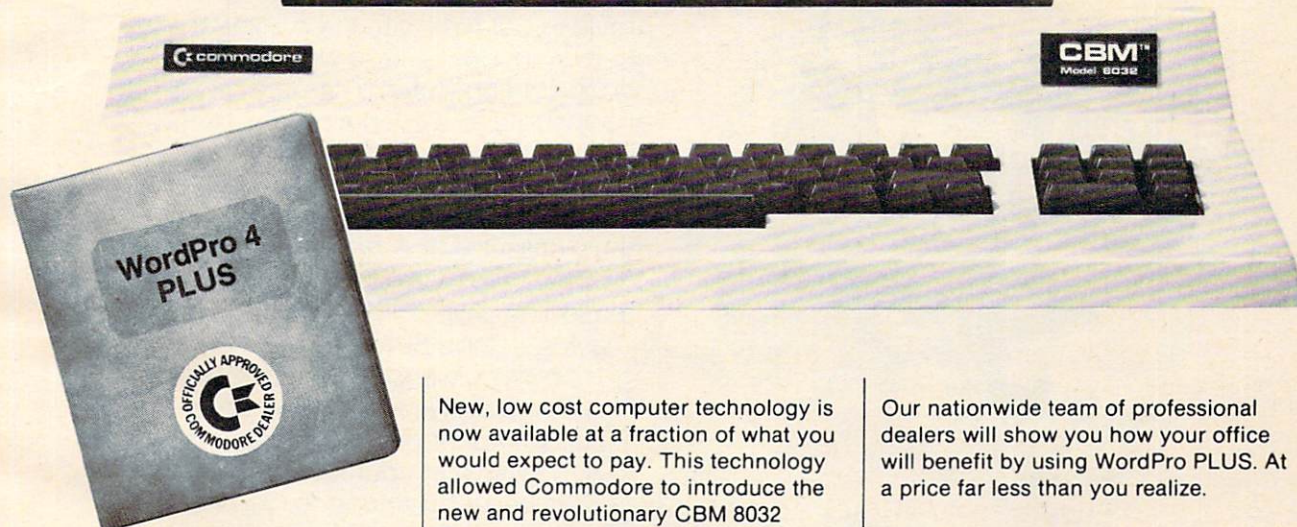 commodore
CBM™
Model 8032
WordPro 4
PLUS
OFFICIALLY APPROVED
COMMODORE DEALER
New, low cost computer technology is
now available at a fraction of what you
would expect to pay. This technology
allowed Commodore to introduce the
new and revolutionary CBM 8032
Our nationwide team of professional
dealers will show you how your office
will benefit by using WordPro PLUS. At
a price far less than you realize.